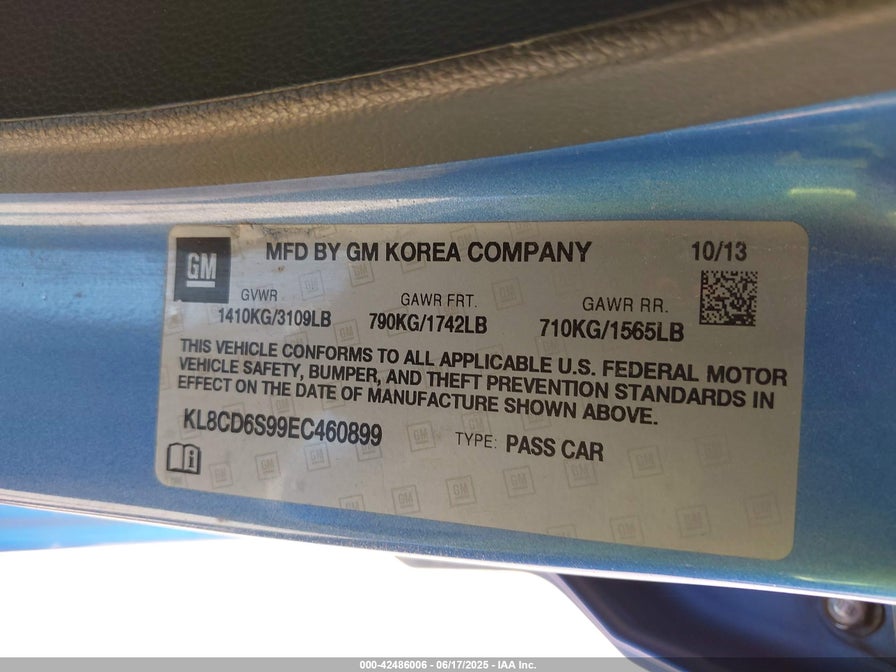 GM
MFD BY GM KOREA COMPANY
10/13
GVWR
1410KG/3109LB
GAWR FRT.
790KG/1742LB
GAWR RR.
710KG/1565LB
THIS VEHICLE CONFORMS TO ALL APPLICABLE U.S. FEDERAL MOTOR
VEHICLE SAFETY, BUMPER, AND THEFT PREVENTION STANDARDS IN
EFFECT ON THE DATE OF MANUFACTURE SHOWN ABOVE.
KL8CD6S99EC460899
TYPE: PASS CAR
000-42486006 - 06/17/2025 - IAA Inc.